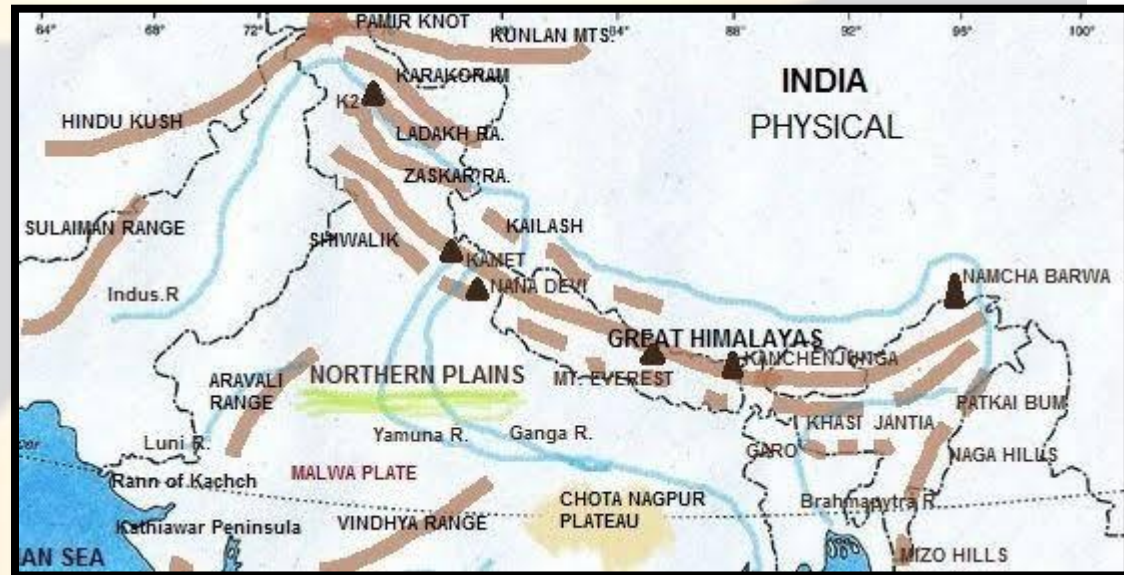 64°
68°
72°
PAMIR KNOT
KUNLAN MTS.
84°
88°
92°
96°
100°
KARAKORAM
INDIA
K2
PHYSICAL
HINDU KUSH
LADAKH RA.
ZASKAR RA.
SULAIMAN RANGE
SHIWALIK
KAILASH
KAMET
NANA DEVI
NAMCHA BARWA
Indus.R
GREAT HIMALAYAS
KANCHENJUNGA
ARAVALI
RANGE
NORTHERN PLAINS
MT. EVEREST
PATKAI BUM
KHASI JANTIA
Luni R.
Yamuna R.
Ganga R.
GARO
NAGA HILLS
Rann of Kachch
MALWA PLATE
CHOTA NAGPUR
PLATEAU
Brahmapytra R
Kathiawar Peninsula
VINDHYA RANGE
AN SEA
MIZO HILLS